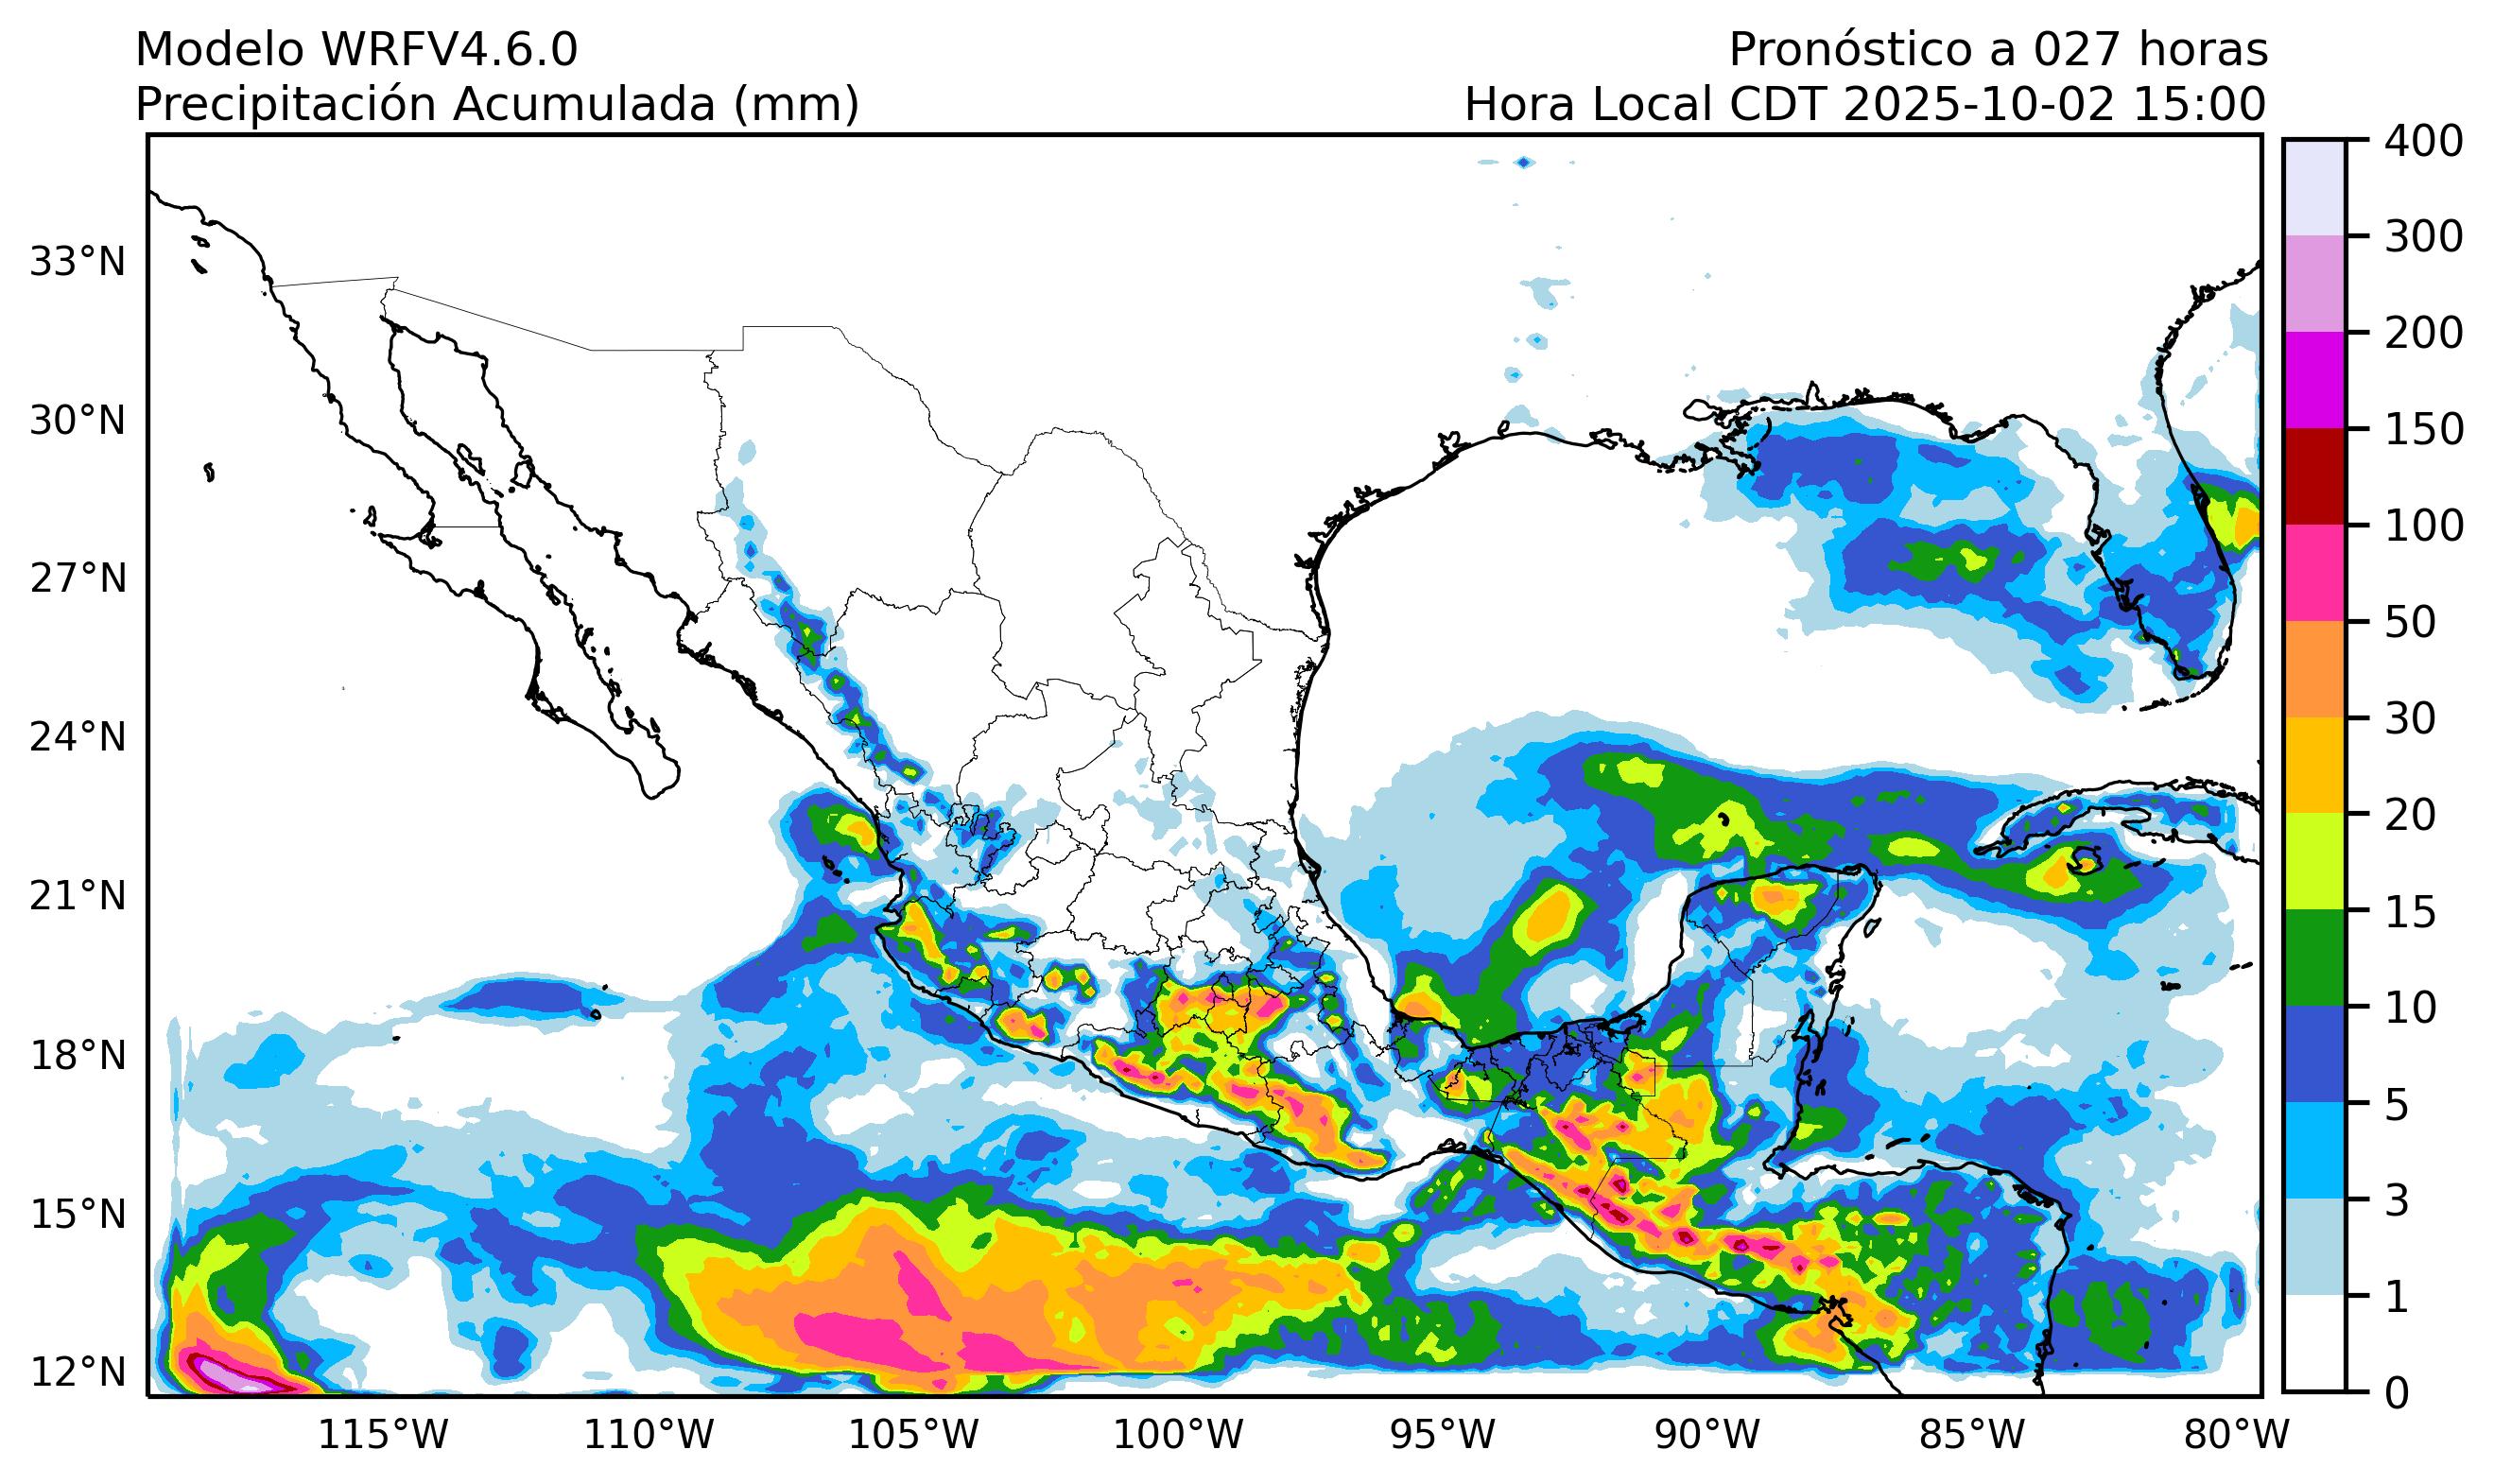 Modelo WRFV4.6.0
Pronóstico a 027 horas
Precipitación Acumulada (mm)
Hora Local CDT 2025-10-02 15:00
33°N
30°N
27°N
24°N
21°N
18°N
15°N
12°N
115°W
110°W
105°W
100°W
95°W
90°W
85°W
80°W
400
300
200
150
100
50
30
20
15
10
5
3
1
0